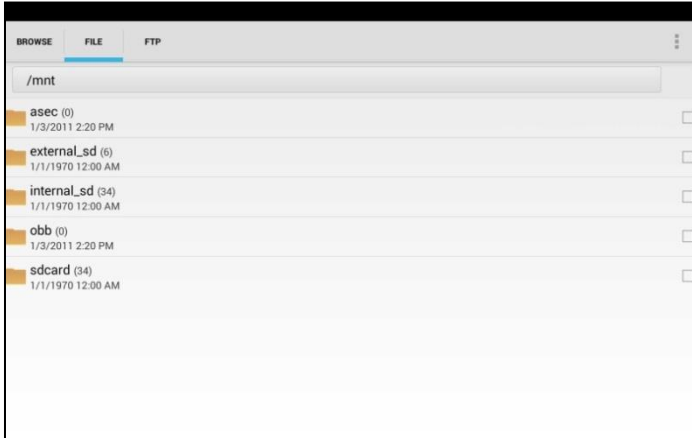 BROWSE FILE FTP
/mnt
asec (0)
1/3/2011 2:20 PM
external_sd (6)
1/1/1970 12:00 AM
internal_sd (34)
1/1/1970 12:00 AM
obb (0)
1/3/2011 2:20 PM
sdcard (34)
1/1/1970 12:00 AM